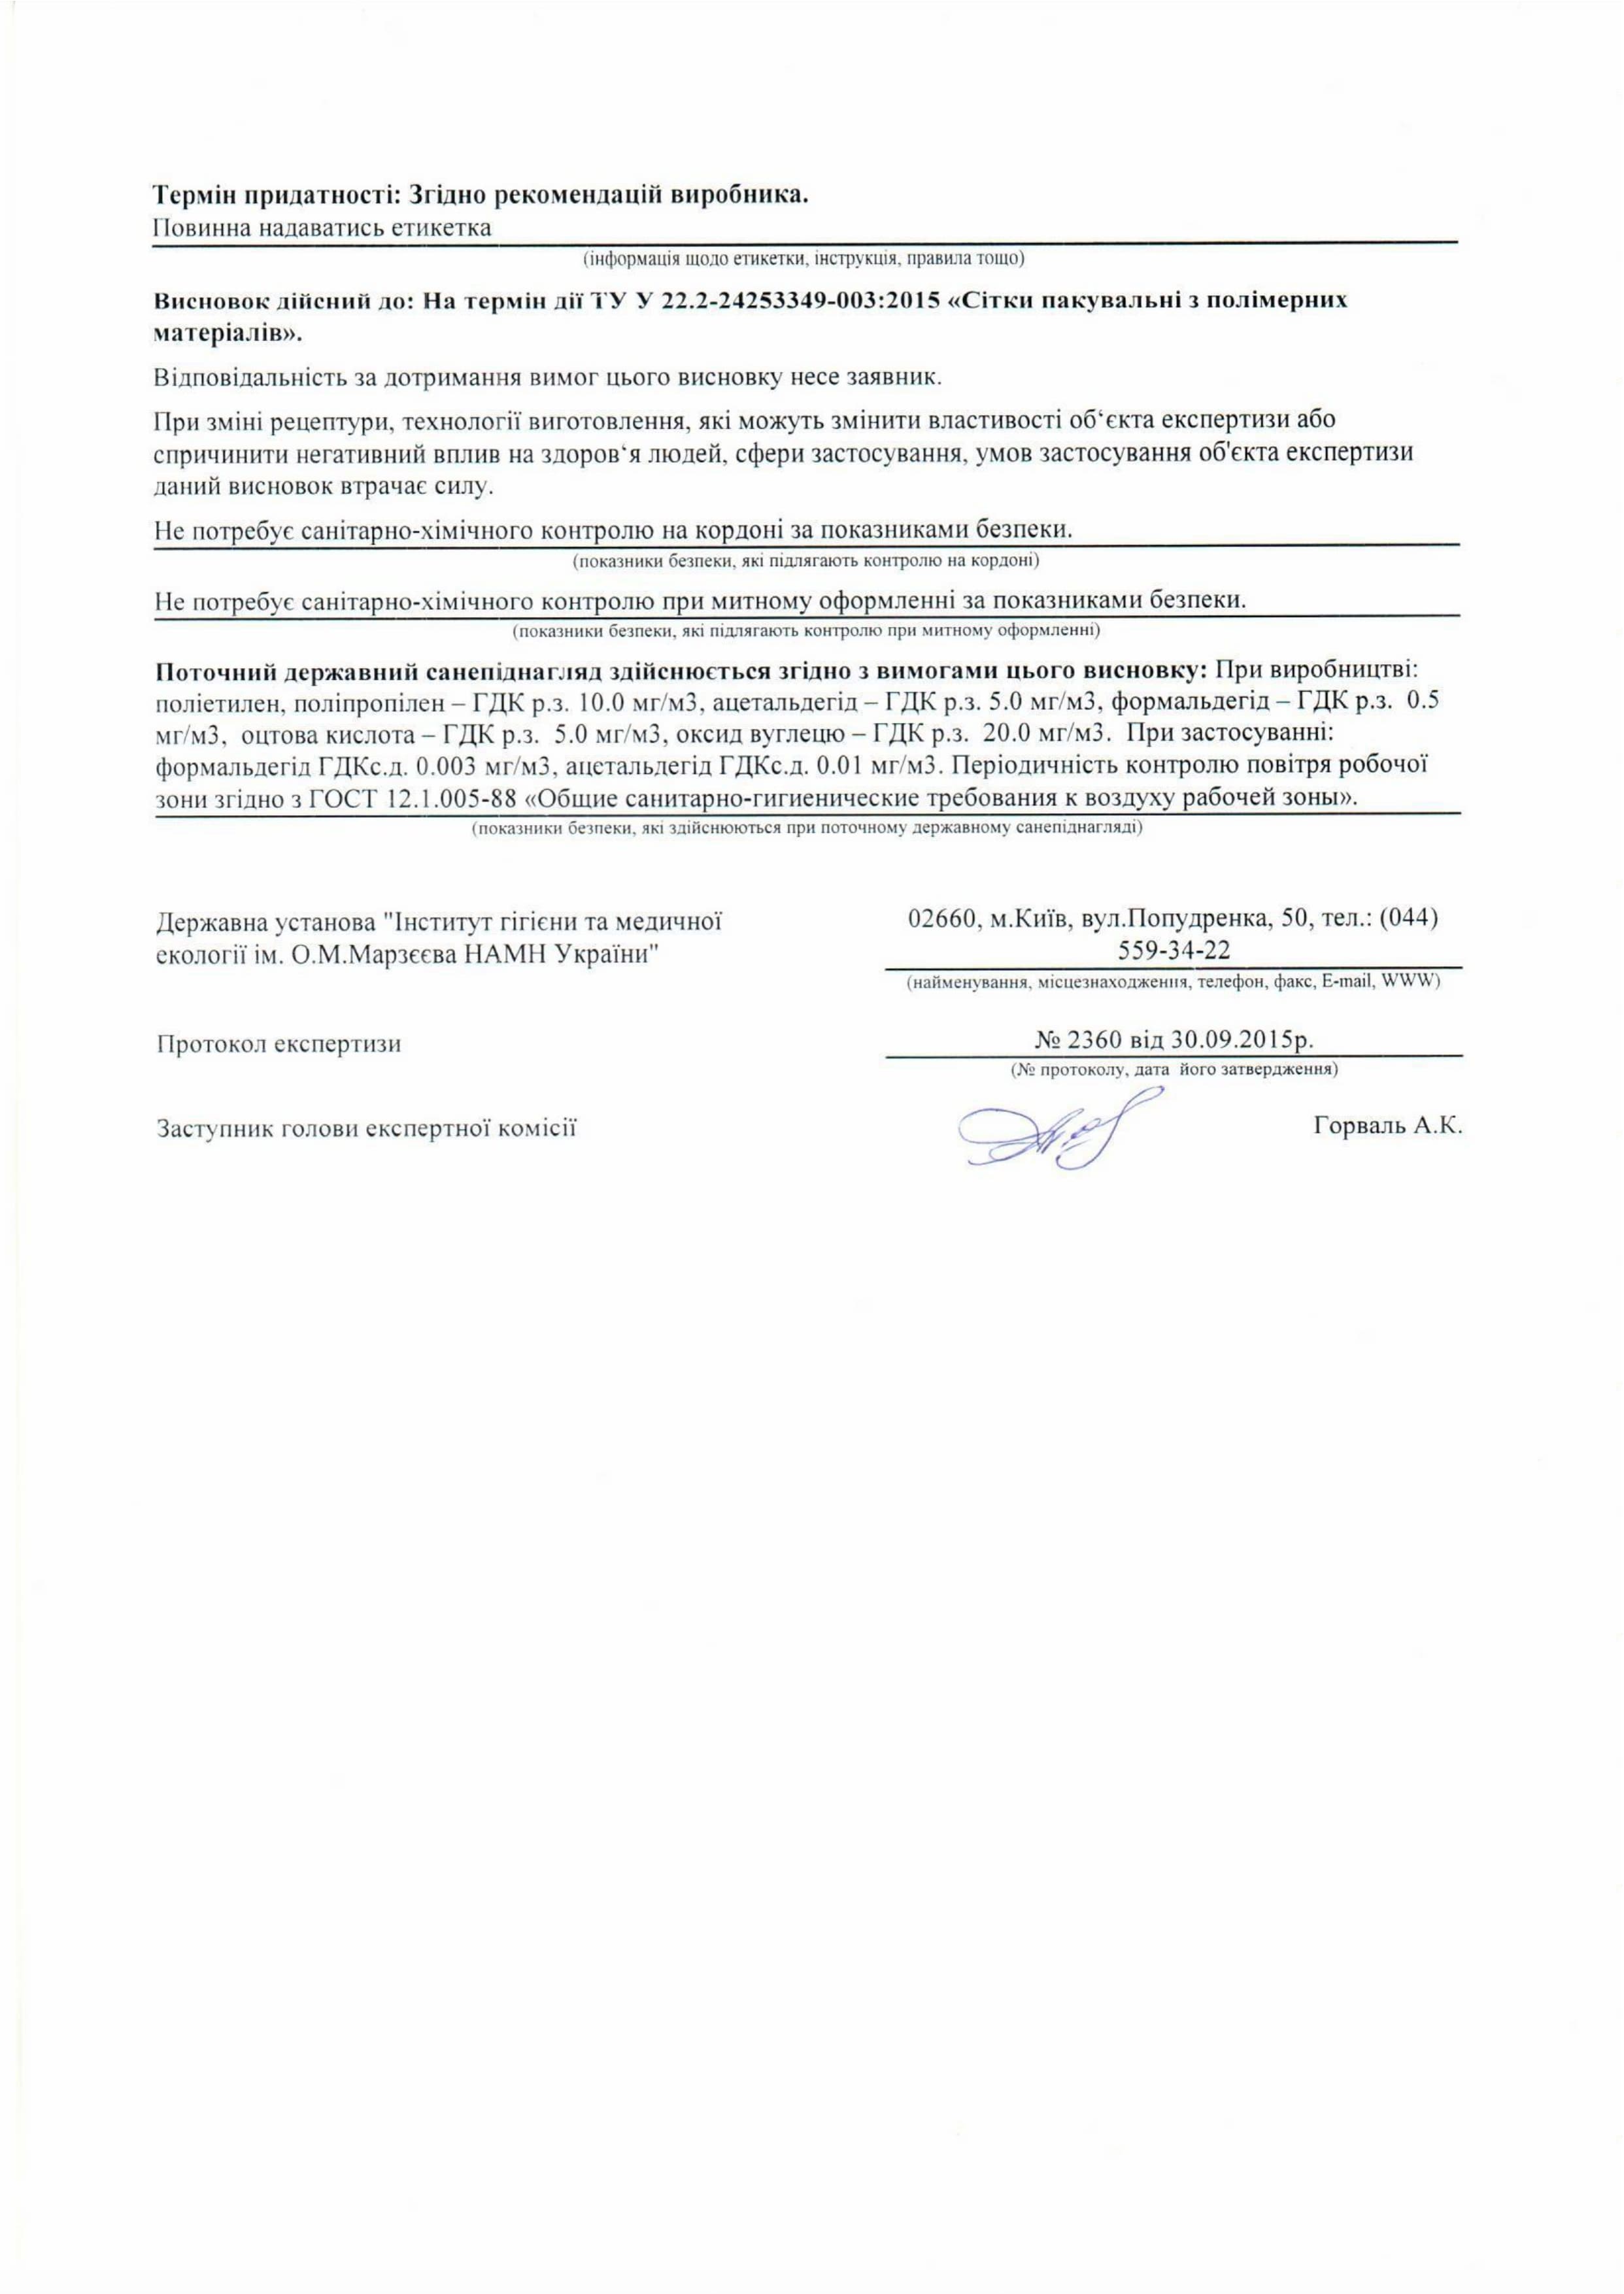 Термін придатності: Згідно рекомендацій виробника.
Повинна надаватись етикетка
(інформація щодо етикетки, інструкція, правила тощо)
Висновок дійсний до: На термін дії ТУ У 22.2-24253349-003:2015 «Сітки пакувальні з полімерних
матеріалів».
Відповідальність за дотримання вимог цього висновку несе заявник.
При зміні рецептури, технології виготовлення, які можуть змінити властивості об‘єкта експертизи або
спричинити негативний вплив на здоров‘я людей, сфери застосування, умов застосування об'єкта експертизи
даний висновок втрачає силу.
Не потребує санітарно-хімічного контролю на кордоні за показниками безпеки.
(показники безпеки, які підлягають контролю на кордоні)
Не потребує санітарно-хімічного контролю при митному оформленні за показниками безпеки.
(показники безпеки, які підлягають контролю при митному оформленні)
Поточний державний санепіднагляд здійснюється згідно з вимогами цього висновку: При виробництві:
поліетилен, поліпропілен – ГДК р.з. 10.0 мг/м3, ацетальдегід – ГДК р.з. 5.0 мг/м3, формальдегід – ГДК р.з. 0.5
мг/м3, оцтова кислота – ГДК р.з. 5.0 мг/м3, оксид вуглецю – ГДК р.з. 20.0 мг/м3. При застосуванні:
формальдегід ГДКс.д. 0.003 мг/м3, ацетальдегід ГДКс.д. 0.01 мг/м3. Періодичність контролю повітря робочої
зони згідно з ГОСТ 12.1.005-88 «Общие санитарно-гигиенические требования к воздуху рабочей зоны».
(показники безпеки, які здійснюються при поточному державному санепіднагляді)
Державна установа "Інститут гігієни та медичної
екології ім. О.М.Марзєєва НАМН України"
02660, м.Київ, вул.Попудренка, 50, тел.: (044)
559-34-22
(найменування, місцезнаходження, телефон, факс, E-mail, WWW)
Протокол експертизи
№ 2360 від 30.09.2015р.
(№ протоколу, дата його затвердження)
Заступник голови експертної комісії
Горваль А.К.